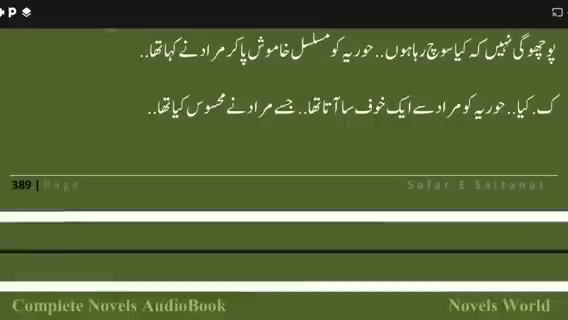 پوچھوگی نہیں کہ کیا سوچ رہا ہوں.. حوریہ کو مسلسل خاموش پا کر مراد نے کہا تھا..
ک. کیا.. حوریہ کو مراد سے ایک خوف سا آتا تھا.. جسے مراد نے محسوس کیا تھا..
389 | Page
Safar E Saltanat
Complete Novels AudioBook
Novels World